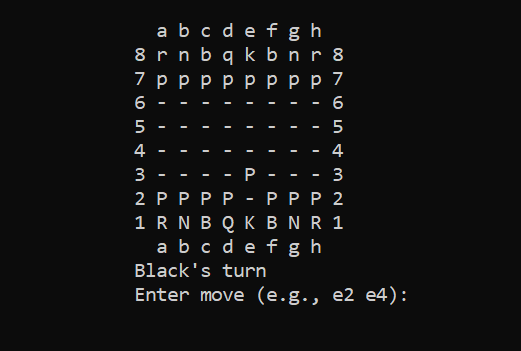 a b c d e f g h
8 r n b q k b n r 8
7 p p p p p p p p 7
6 - - - - - - - - 6
5 - - - - - - - - 5
4 - - - - - - - - 4
3 - - - - P - - - 3
2 P P P P - P P P 2
1 R N B Q K B N R 1
a b c d e f g h
Black's turn
Enter move (e.g., e2 e4):